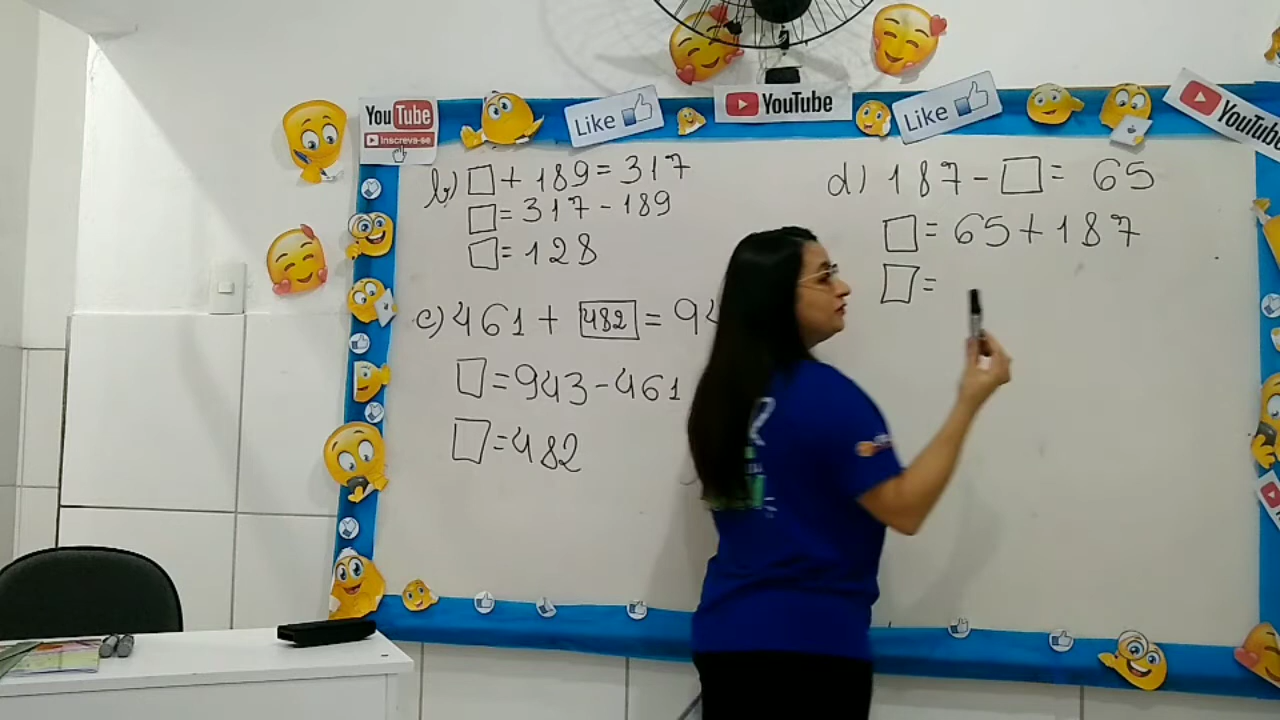 YouTube
Inscreva-se
Like
YouTube
Like
YouTube
b) □ + 189 = 317
□ = 317 - 189
□ = 128
c) 461 + 482 = 94
□ = 943 - 461
□ = 482
d) 187 - □ = 65
□ = 65 + 187
□ =